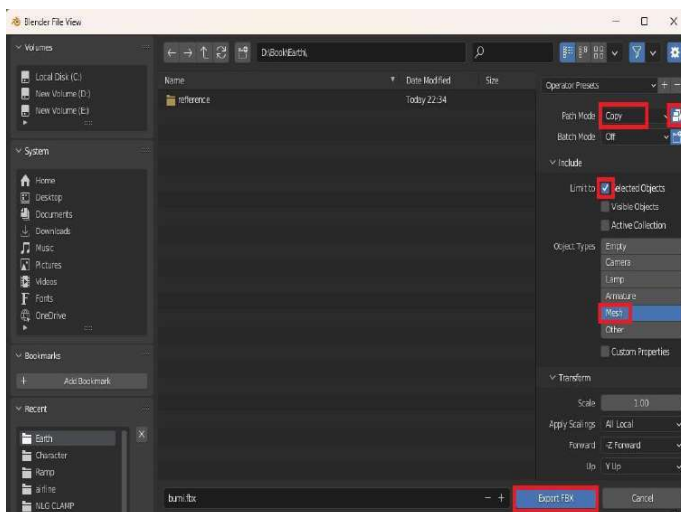 Blender File View
Volumes
Local Disk (C:)
New Volume (D:)
New Volume (E:)
System
Home
Desktop
Documents
Downloads
Music
Pictures
Videos
Fonts
OneDrive
Bookmarks
+ Add Bookmark
Recent
Earth
Character
Ramp
airline
NLG CLAMP
D:\Book\Earth\
Name Date Modified Size
refference Today 22:34
bumi.fbx - +
Operator Presets + -
Path Mode Copy
Batch Mode Off
Include
Limit to Selected Objects
Visible Objects
Active Collection
Object Types Empty
Camera
Lamp
Armature
Mesh
Other
Custom Properties
Transform
Scale 1.00
Apply Scalings All Local
Forward -Z Forward
Up Y Up
Export FBX Cancel